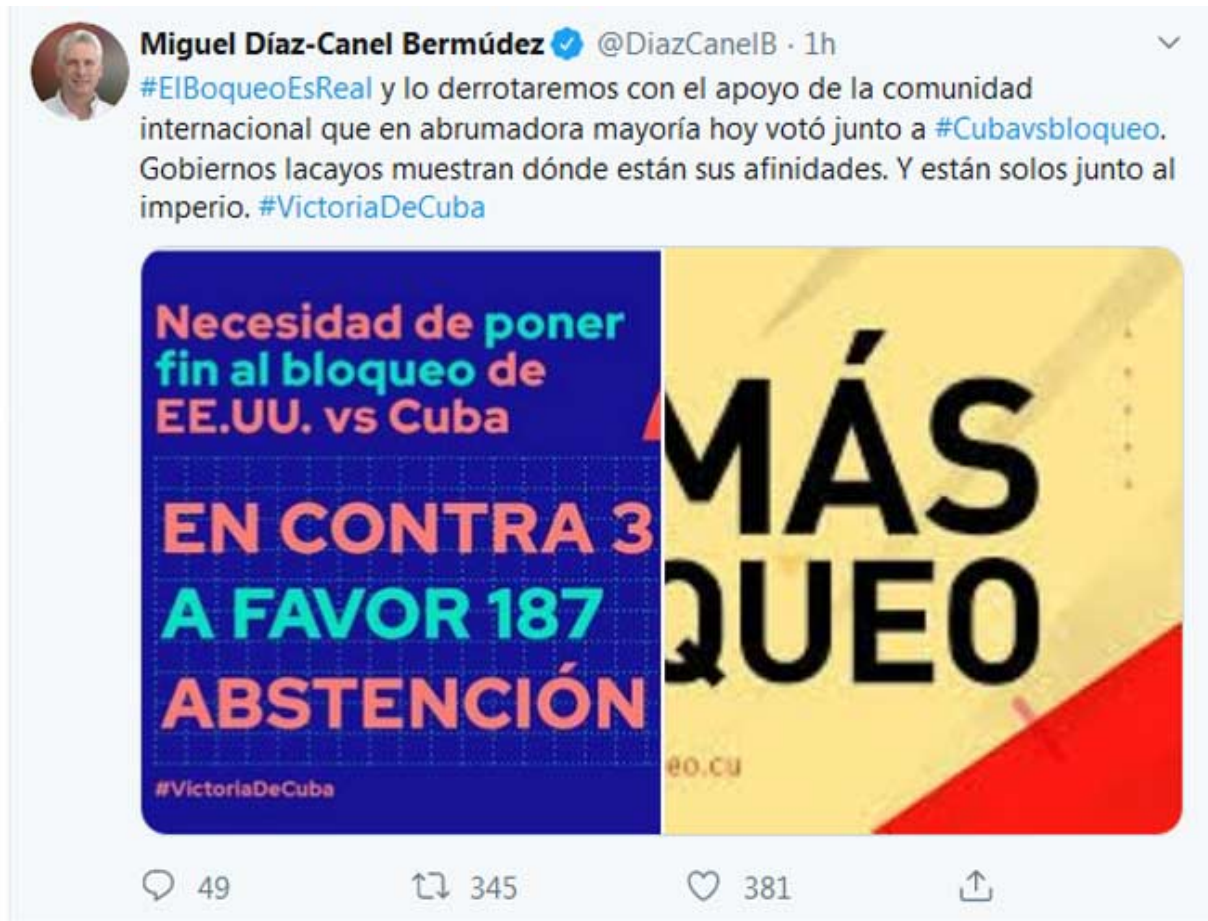 Miguel Díaz-Canel Bermúdez @DiazCanelB · 1h
#ElBoqueoEsReal y lo derrotaremos con el apoyo de la comunidad
internacional que en abrumadora mayoría hoy votó junto a #Cubavsbloqueo.
Gobiernos lacayos muestran dónde están sus afinidades. Y están solos junto al
imperio. #VictoriaDeCuba
Necesidad de poner
fin al bloqueo de
EE.UU. vs Cuba
EN CONTRA 3
A FAVOR 187
ABSTENCIÓN
#VictoriaDeCuba
MÁS
QUEO
eo.cu
49 345 381